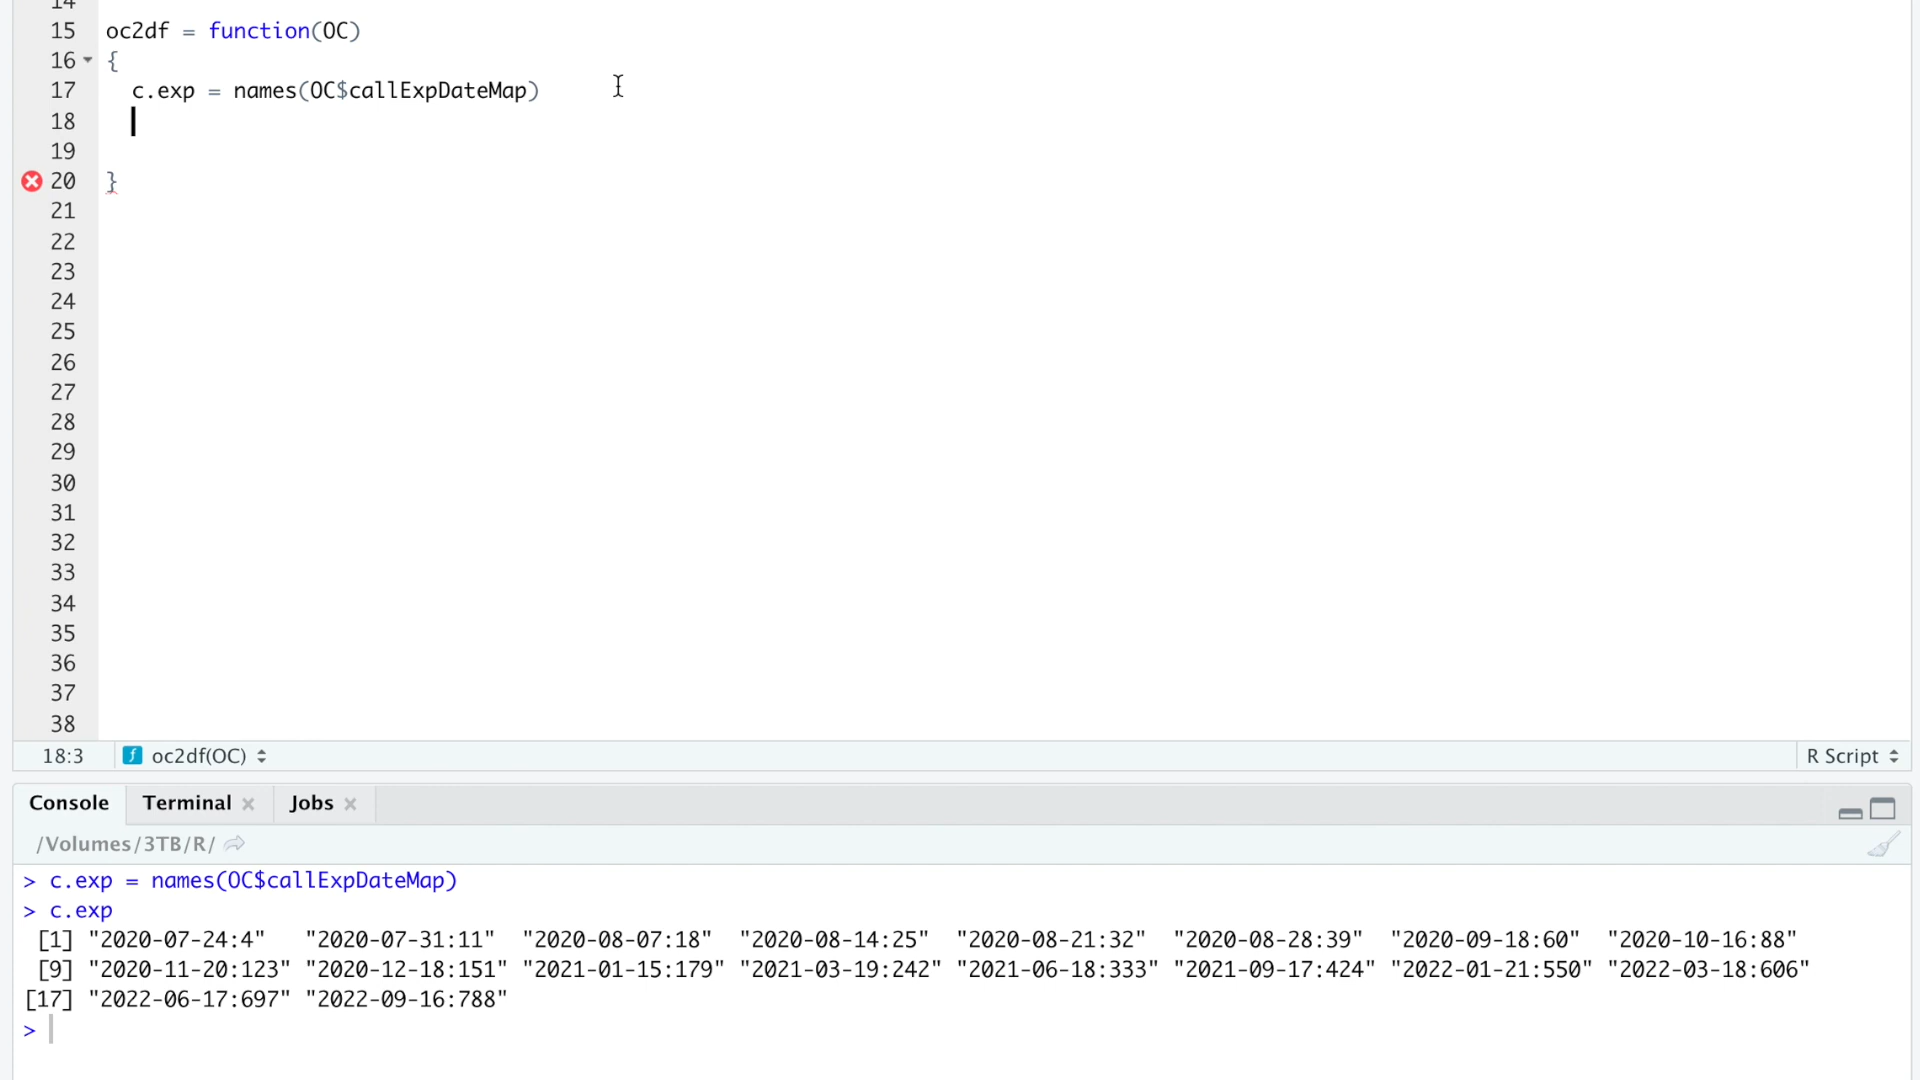 14
15 oc2df = function(OC)
16 {
17 c.exp = names(OC$callExpDateMap)
18
19
20 }
21
22
23
24
25
26
27
28
29
30
31
32
33
34
35
36
37
38
18:3 oc2df(OC) R Script
Console Terminal Jobs
/Volumes/3TB/R/
> c.exp = names(OC$callExpDateMap)
> c.exp
[1] "2020-07-24:4" "2020-07-31:11" "2020-08-07:18" "2020-08-14:25" "2020-08-21:32" "2020-08-28:39" "2020-09-18:60" "2020-10-16:88"
[9] "2020-11-20:123" "2020-12-18:151" "2021-01-15:179" "2021-03-19:242" "2021-06-18:333" "2021-09-17:424" "2022-01-21:550" "2022-03-18:606"
[17] "2022-06-17:697" "2022-09-16:788"
>